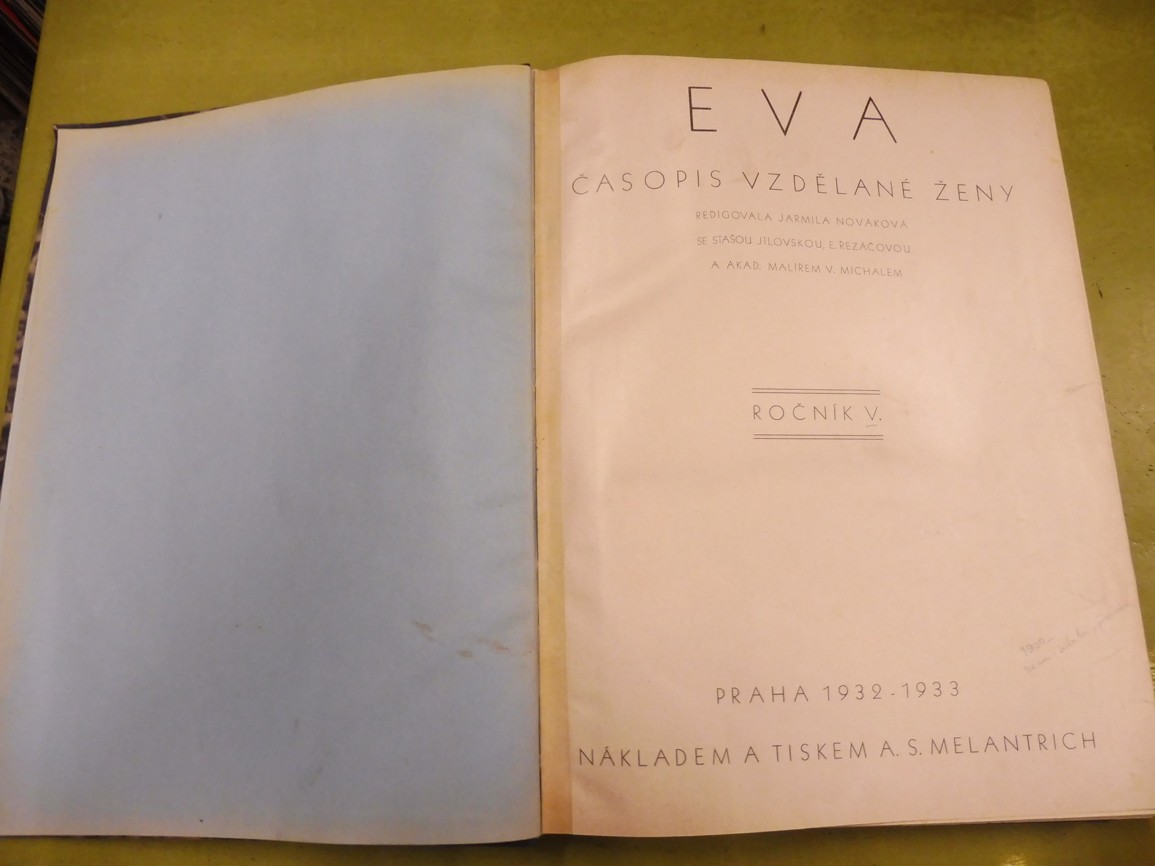 EVA
ČASOPIS VZDĚLANÉ ŽENY
REDIGOVALA JARMILA NOVÁKOVÁ
SE STAŠOU JÍLOVSKOU, E. ŘEZÁČOVOU
A AKAD. MALÍŘEM V. MICHALEM
ROČNÍK V.
PRAHA 1932-1933
NÁKLADEM A TISKEM A. S. MELANTRICH